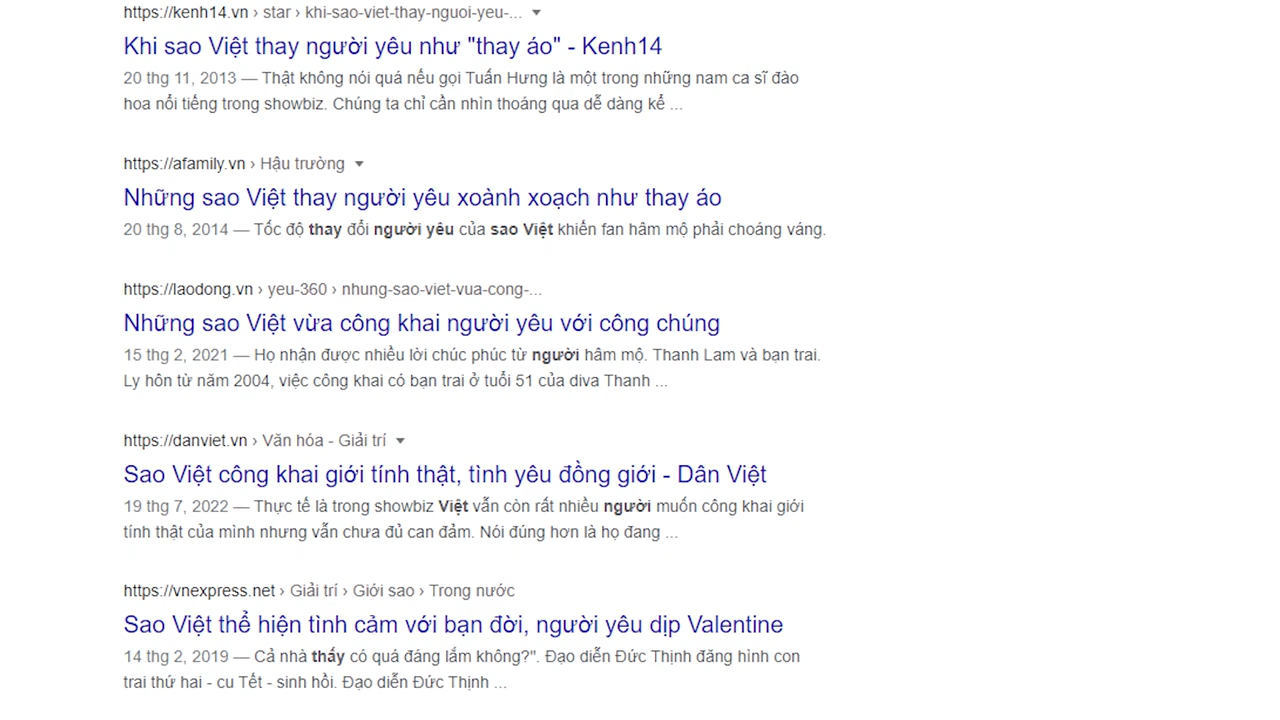 https://kenh14.vn › star › khi-sao-viet-thay-nguoi-yeu-...
Khi sao Việt thay người yêu như "thay áo" - Kenh14
20 thg 11, 2013 — Thật không nói quá nếu gọi Tuấn Hưng là một trong những nam ca sĩ đào
hoa nổi tiếng trong showbiz. Chúng ta chỉ cần nhìn thoáng qua dễ dàng kể ...
https://afamily.vn › Hậu trường
Những sao Việt thay người yêu xoành xoạch như thay áo
20 thg 8, 2014 — Tốc độ thay đổi người yêu của sao Việt khiến fan hâm mộ phải choáng váng.
https://laodong.vn › yeu-360 › nhung-sao-viet-vua-cong-...
Những sao Việt vừa công khai người yêu với công chúng
15 thg 2, 2021 — Họ nhận được nhiều lời chúc phúc từ người hâm mộ. Thanh Lam và bạn trai.
Ly hôn từ năm 2004, việc công khai có bạn trai ở tuổi 51 của diva Thanh ...
https://danviet.vn › Văn hóa - Giải trí
Sao Việt công khai giới tính thật, tình yêu đồng giới - Dân Việt
19 thg 7, 2022 — Thực tế là trong showbiz Việt vẫn còn rất nhiều người muốn công khai giới
tính thật của mình nhưng vẫn chưa đủ can đảm. Nói đúng hơn là họ đang ...
https://vnexpress.net › Giải trí › Giới sao › Trong nước
Sao Việt thể hiện tình cảm với bạn đời, người yêu dịp Valentine
14 thg 2, 2019 — Cả nhà thấy có quá đáng lắm không?". Đạo diễn Đức Thịnh đăng hình con
trai thứ hai - cu Tết - sinh hồi. Đạo diễn Đức Thịnh ...